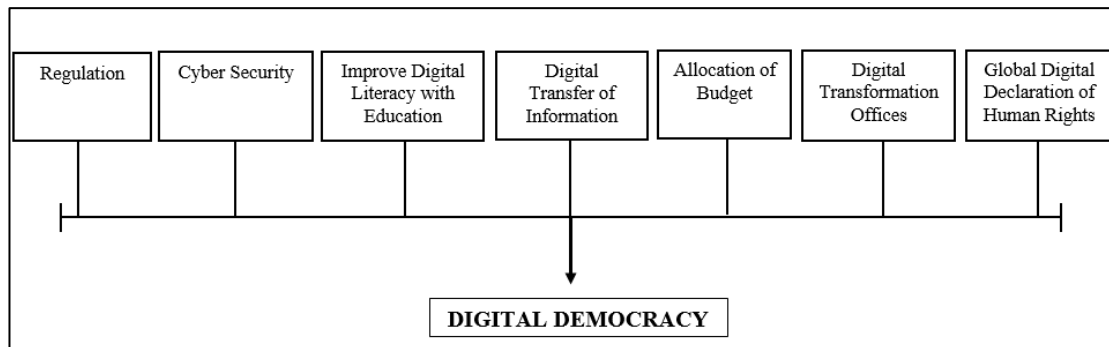 Regulation
Cyber Security
Improve Digital
Literacy with
Education
Digital
Transfer of
Information
Allocation of
Budget
Digital
Transformation
Offices
Global Digital
Declaration of
Human Rights
DIGITAL DEMOCRACY